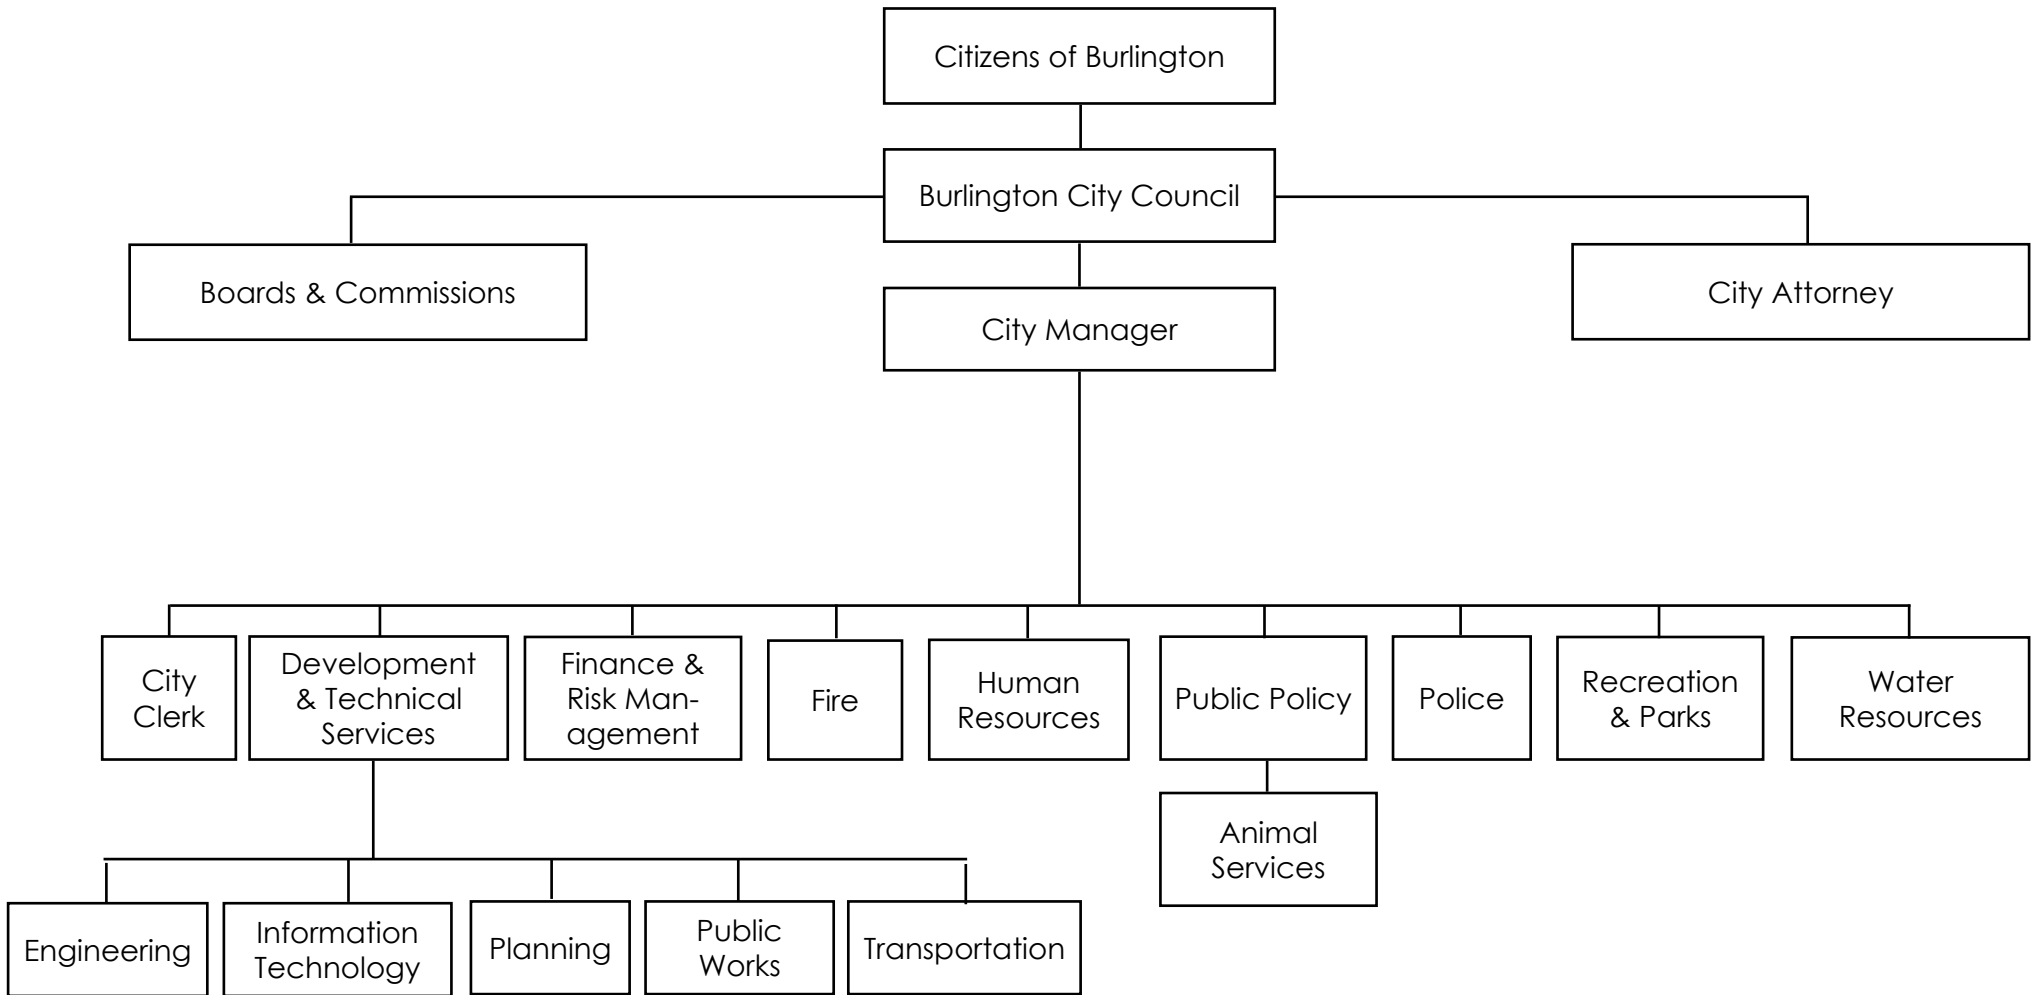 Citizens of Burlington
Burlington City Council
Boards & Commissions
City Attorney
City Manager
City
Clerk
Development
& Technical
Services
Finance &
Risk Man-
agement
Fire
Human
Resources
Public Policy
Police
Recreation
& Parks
Water
Resources
Animal
Services
Engineering
Information
Technology
Planning
Public
Works
Transportation